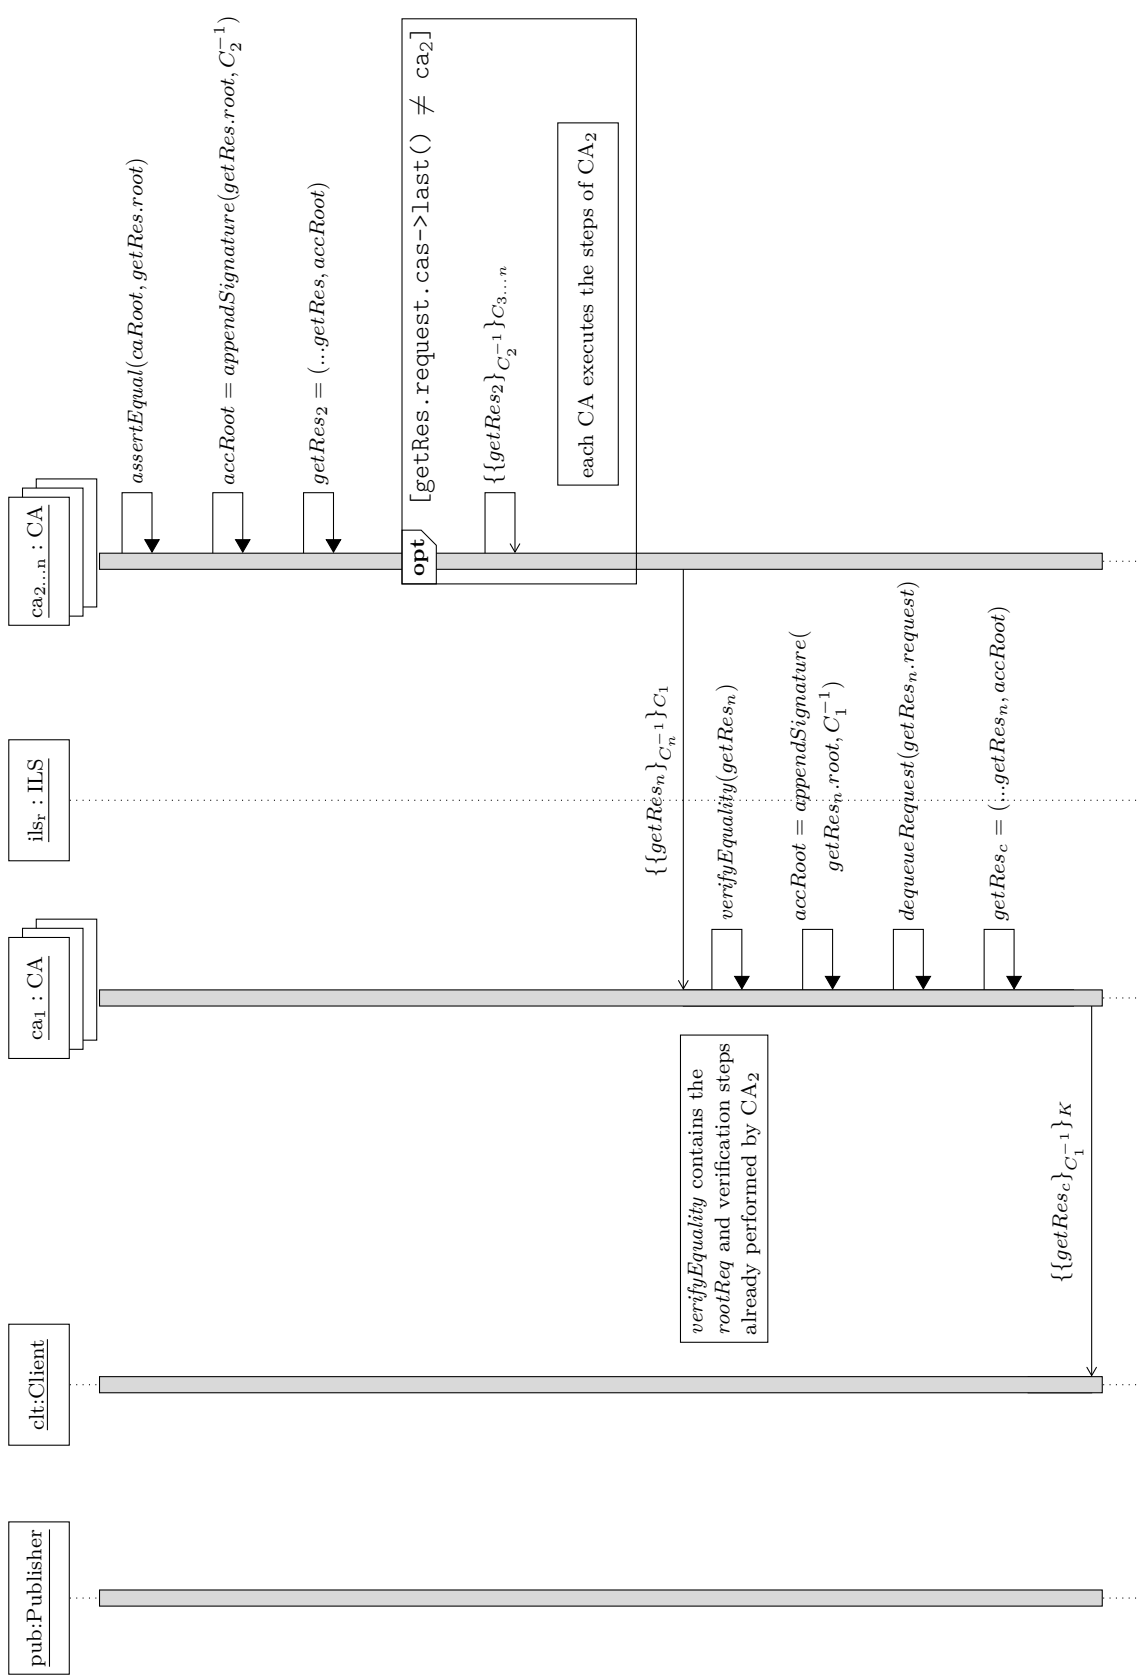 pub:Publisher
clt:Client
ca₁ : CA
ilsᵣ : ILS
ca₂...ₙ : CA
assertEqual(caRoot, getRes.root)
accRoot = appendSignature(getRes.root, C₂⁻¹)
getRes₂ = (...getRes, accRoot)
opt
[getRes.request.cas->last() ≠ ca₂]
{{getRes₂}_{C₂⁻¹}}_{C₃...ₙ}
each CA executes the steps of CA₂
{{getResₙ}_{Cₙ⁻¹}}_{C₁}
verifyEquality(getResₙ)
verifyEquality contains the
rootReq and verification steps
already performed by CA₂
accRoot = appendSignature(
getResₙ.root, C₁⁻¹)
dequeueRequest(getResₙ.request)
getRes_c = (...getResₙ, accRoot)
{{getRes_c}_{C₁⁻¹}}_K